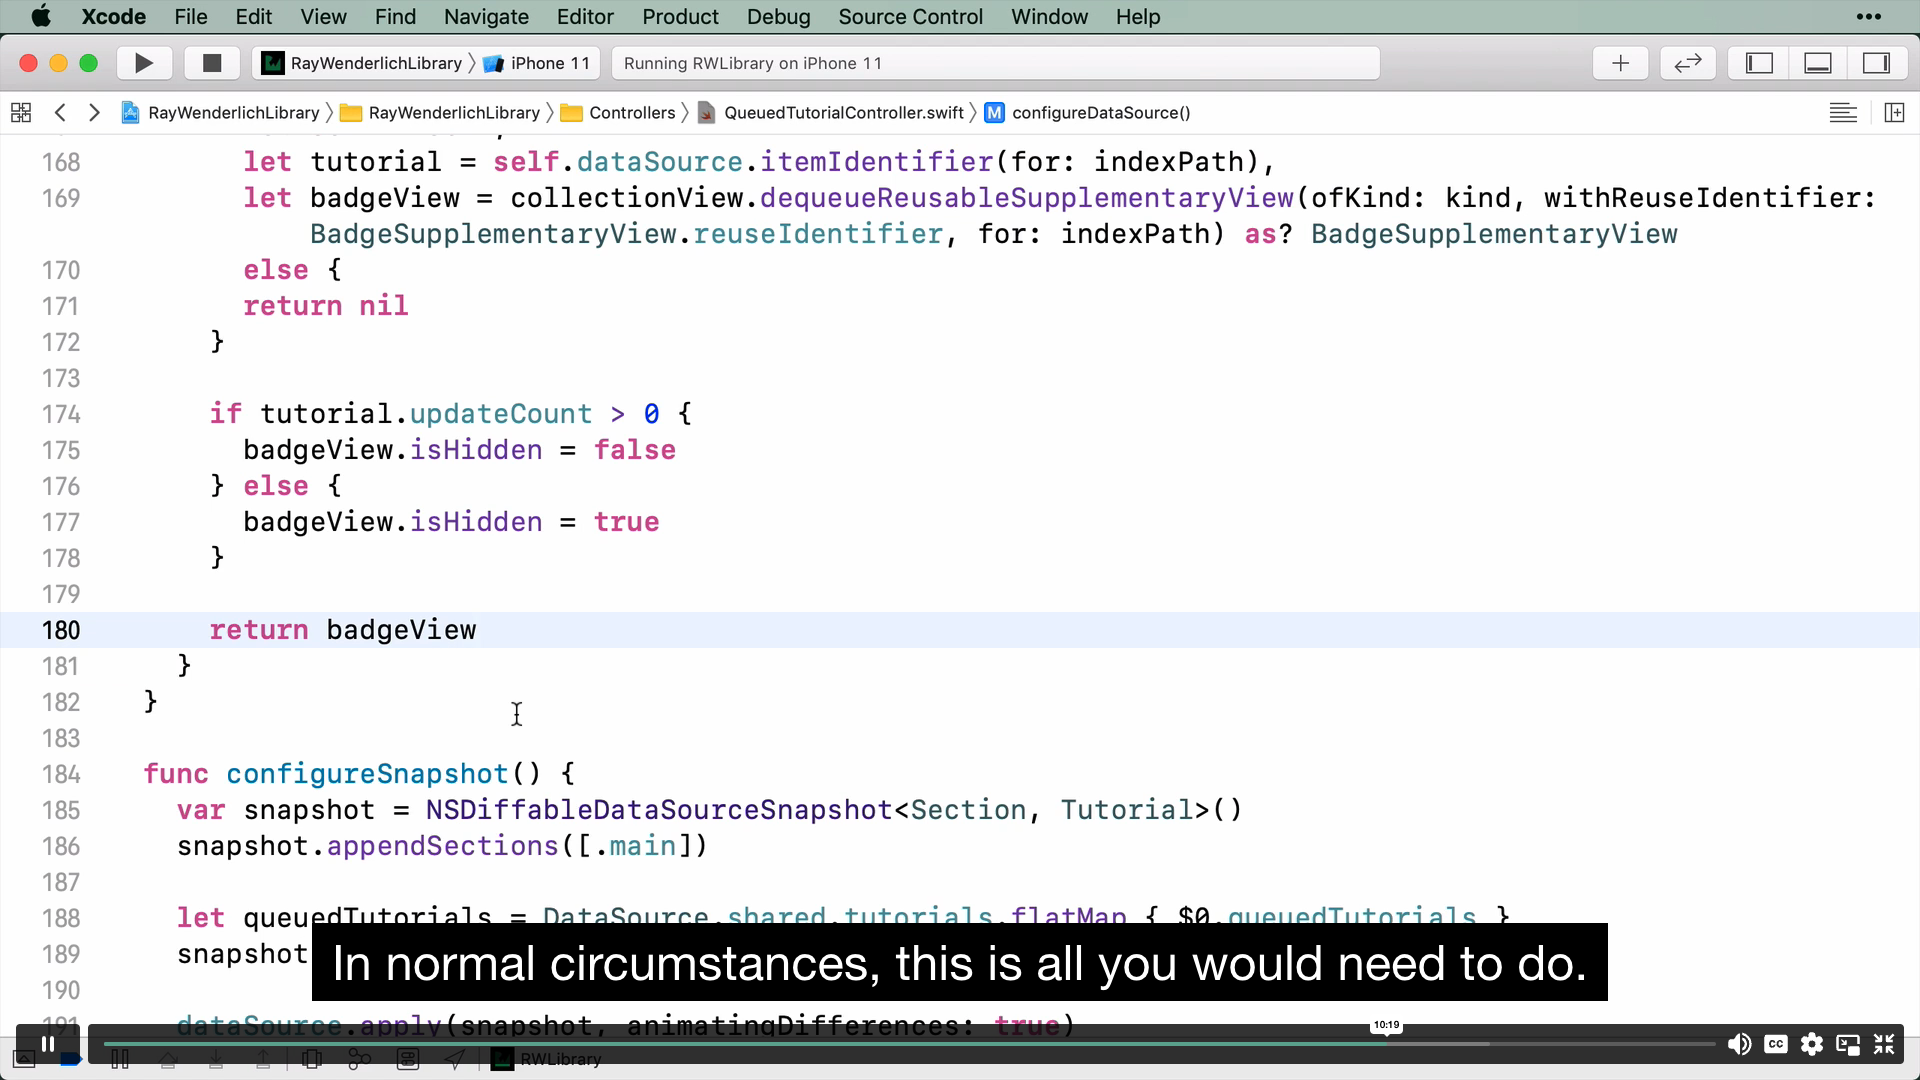 Xcode File Edit View Find Navigate Editor Product Debug Source Control Window Help •••
RayWenderlichLibrary iPhone 11 Running RWLibrary on iPhone 11
RayWenderlichLibrary RayWenderlichLibrary Controllers QueuedTutorialController.swift M configureDataSource()
168 let tutorial = self.dataSource.itemIdentifier(for: indexPath),
169 let badgeView = collectionView.dequeueReusableSupplementaryView(ofKind: kind, withReuseIdentifier:
BadgeSupplementaryView.reuseIdentifier, for: indexPath) as? BadgeSupplementaryView
170 else {
171 return nil
172 }
173
174 if tutorial.updateCount > 0 {
175 badgeView.isHidden = false
176 } else {
177 badgeView.isHidden = true
178 }
179
180 return badgeView
181 }
182 }
183
184 func configureSnapshot() {
185 var snapshot = NSDiffableDataSourceSnapshot<Section, Tutorial>()
186 snapshot.appendSections([.main])
187
188 let queuedTutorials = DataSource.shared.tutorials.flatMap { $0.queuedTutorials }
189 snapshot
In normal circumstances, this is all you would need to do.
190
191 dataSource.apply(snapshot, animatingDifferences: true)
10:19
CC
RWLibrary